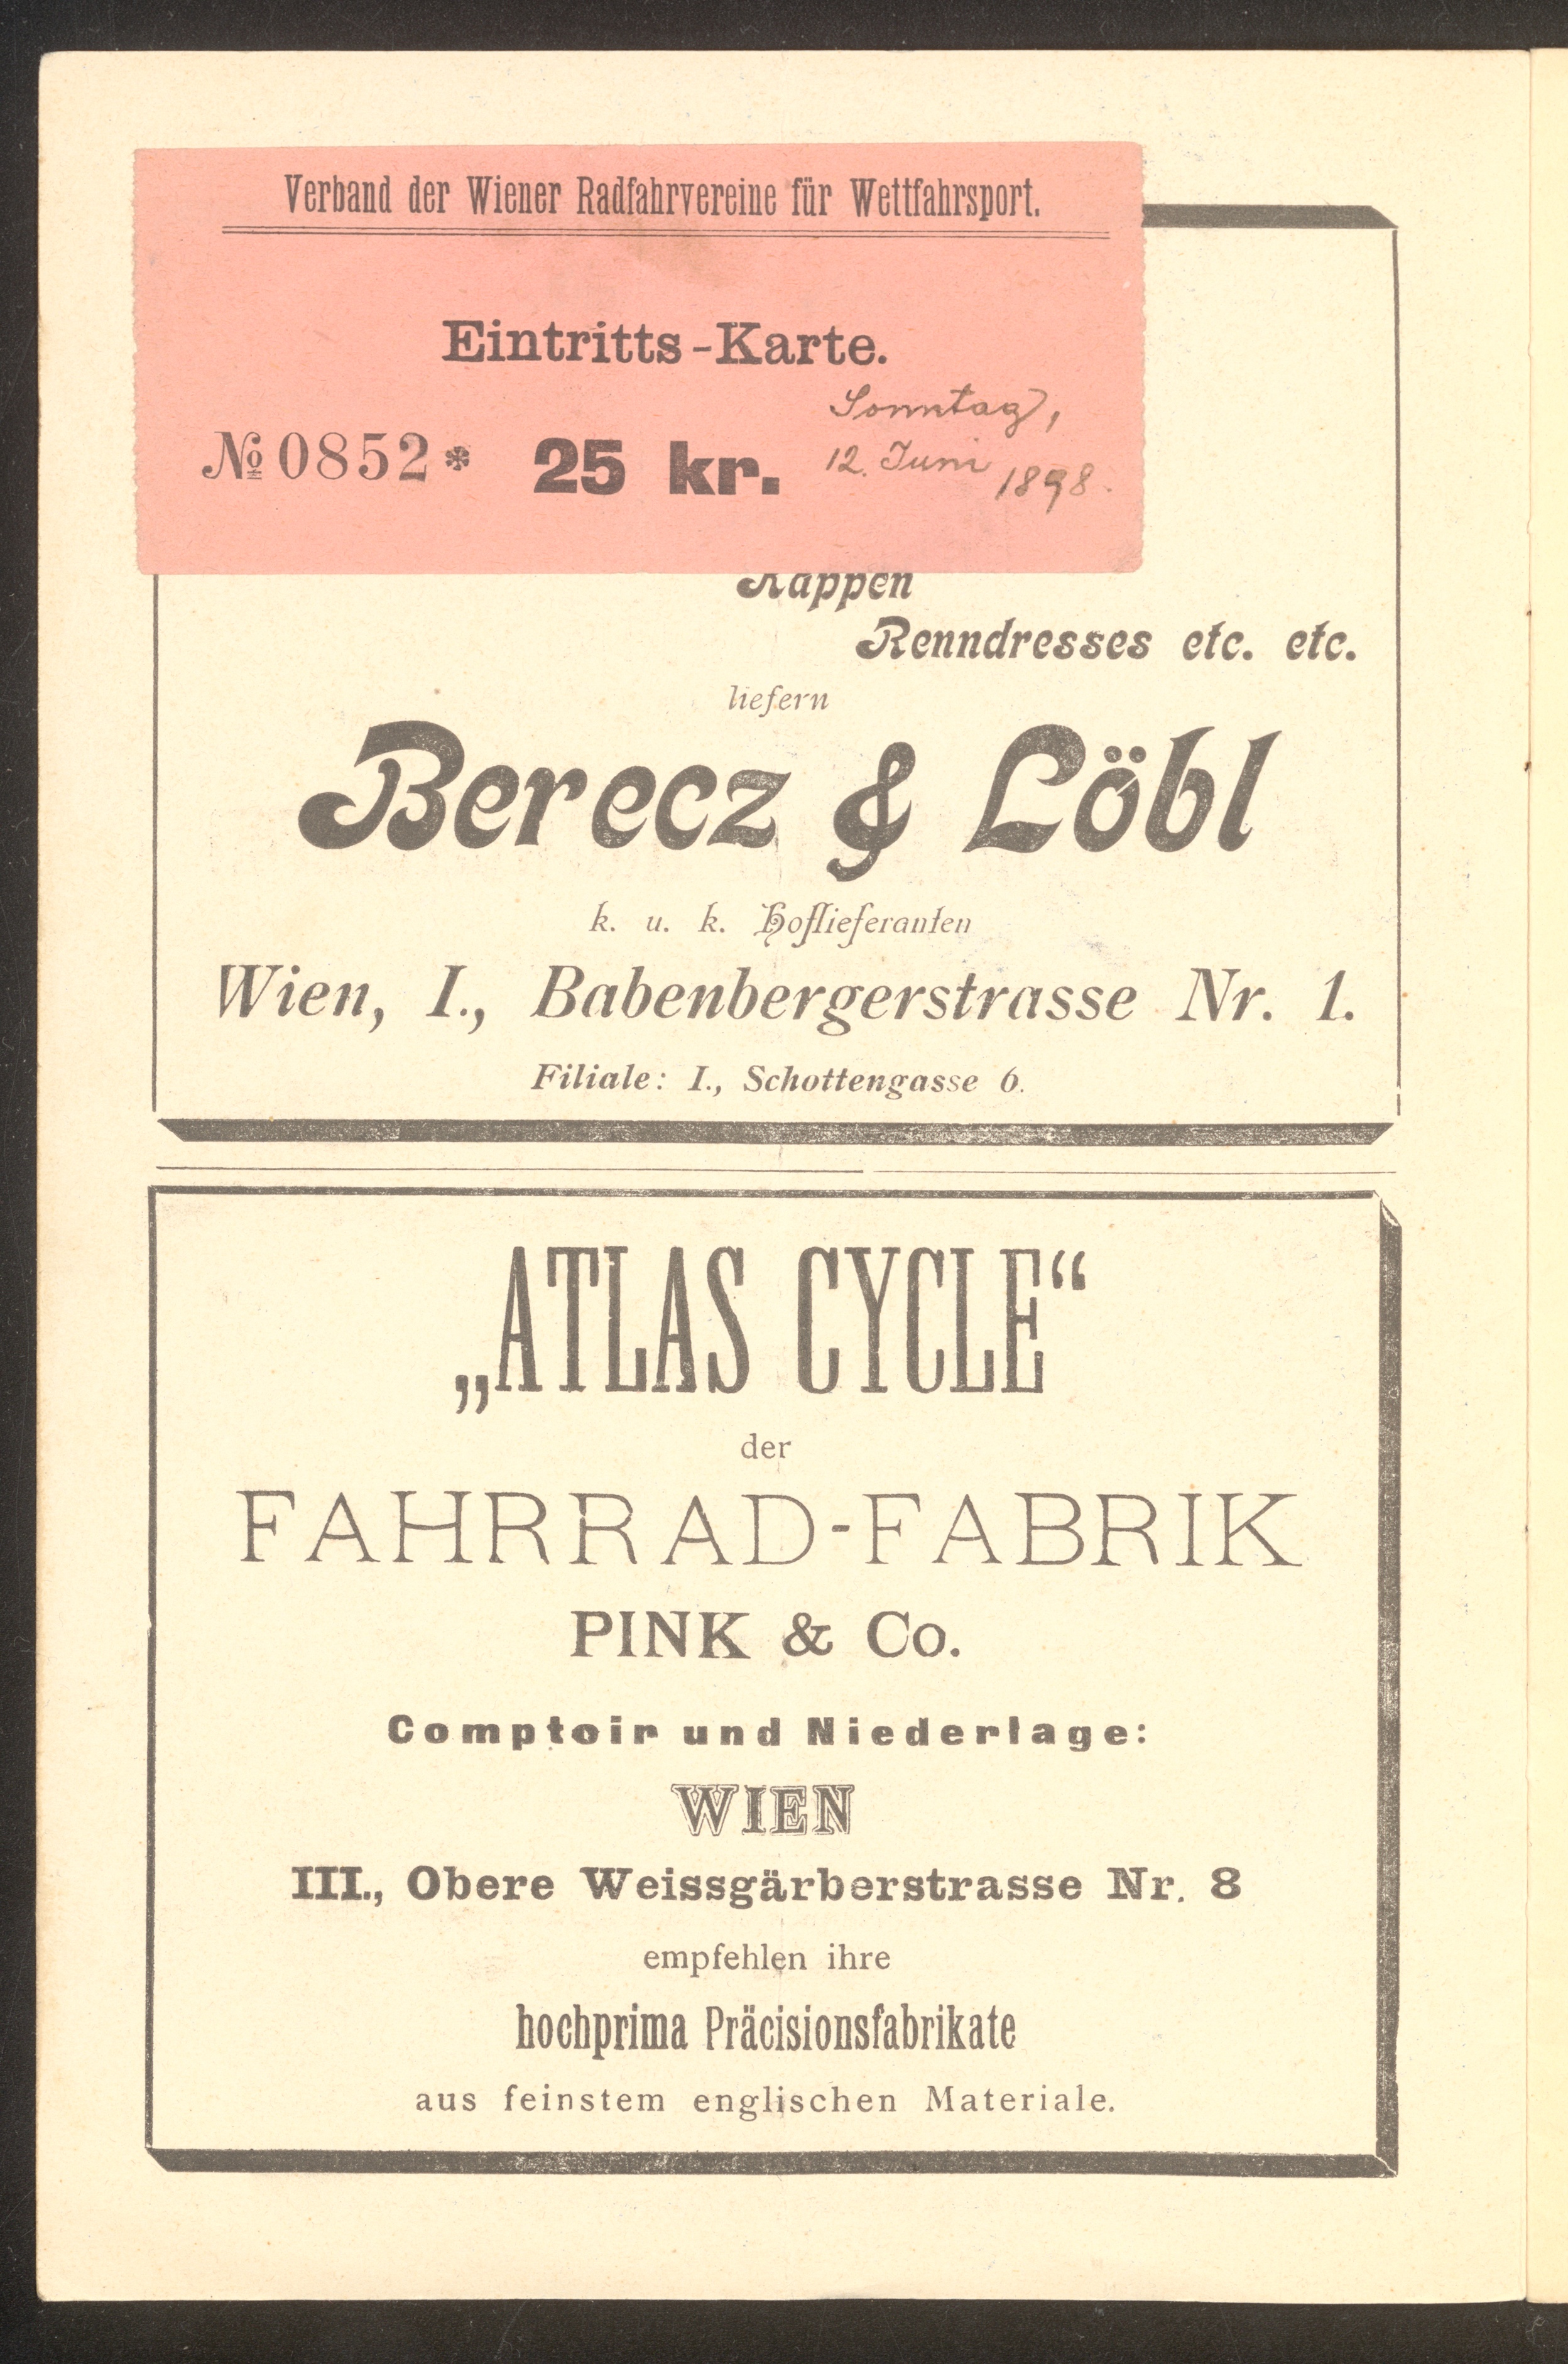 Verband der Wiener Radfahrvereine für Wettfahrsport.
Eintritts-Karte.
№ 0852* 25 kr.
Sonntag,
12. Juni 1898.
Kappen
Renndresses etc. etc.
liefern
Berecz & Löbl
k. u. k. Hoflieferanten
Wien, I., Babenbergerstrasse Nr. 1.
Filiale: I., Schottengasse 6.
„ATLAS CYCLE“
der
FAHRRAD-FABRIK
PINK & Co.
Comptoir und Niederlage:
WIEN
III., Obere Weissgärberstrasse Nr. 8
empfehlen ihre
hochprima Präcisionsfabrikate
aus feinstem englischen Materiale.